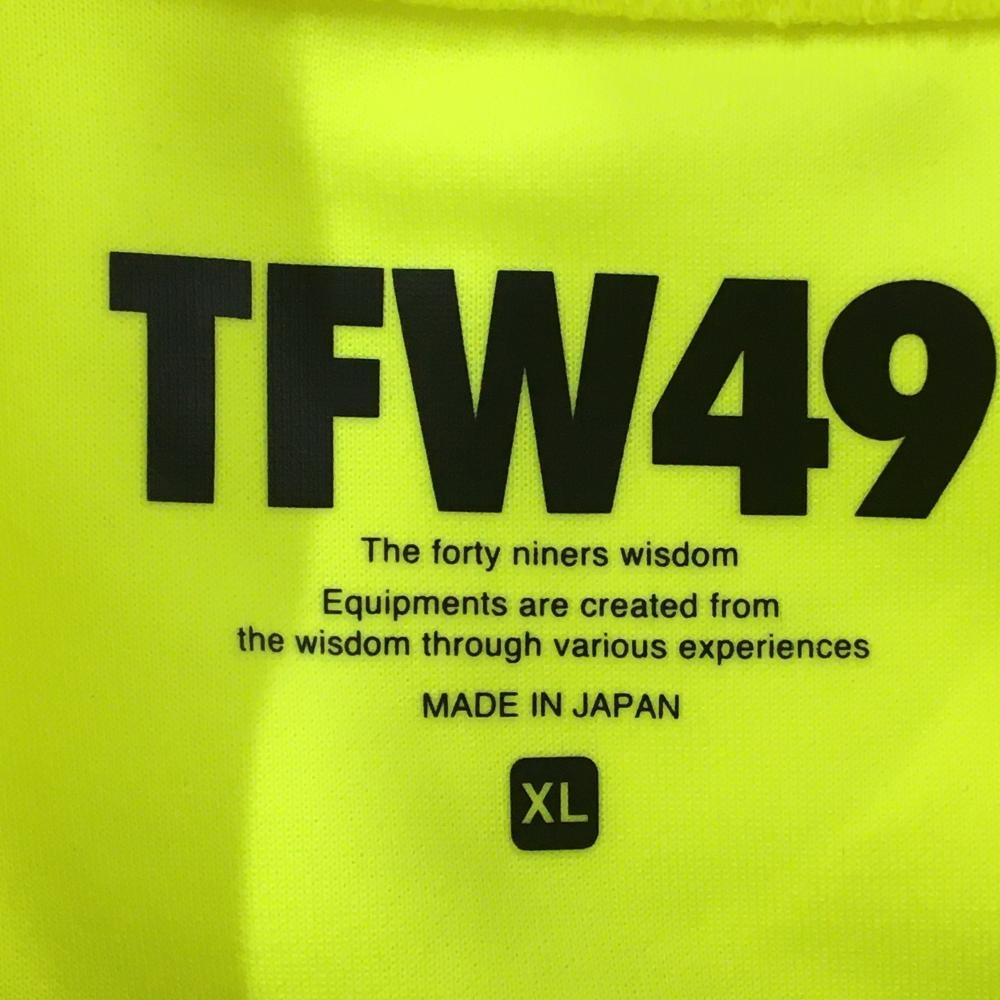 TFW49
The forty niners wisdom
Equipments are created from
the wisdom through various experiences
MADE IN JAPAN
XL